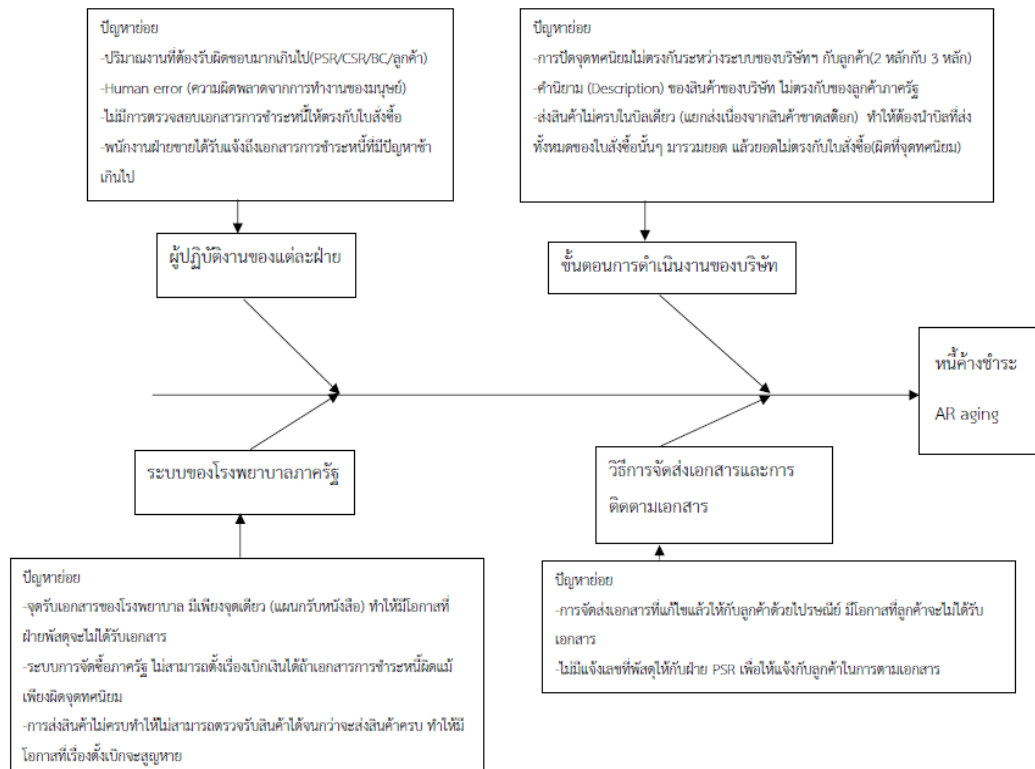 ปัญหาย่อย
-ปริมาณงานที่ต้องรับผิดชอบมากเกินไป(PSR/CSR/BC/ลูกค้า)
-Human error (ความผิดพลาดจากการทำงานของมนุษย์)
-ไม่มีการตรวจสอบเอกสารการชำระหนี้ให้ตรงกับใบสั่งซื้อ
-พนักงานฝ่ายขายได้รับแจ้งถึงเอกสารการชำระหนี้ที่มีปัญหาช้า
เกินไป
ปัญหาย่อย
-การปัดจุดทศนิยมไม่ตรงกันระหว่างระบบของบริษัทฯ กับลูกค้า(2 หลักกับ 3 หลัก)
-คำนิยาม (Description) ของสินค้าของบริษัท ไม่ตรงกับของลูกค้าภาครัฐ
-ส่งสินค้าไม่ครบในบิลเดียว (แยกส่งเนื่องจากสินค้าขาดสต๊อก) ทำให้ต้องนำบิลที่ส่ง
ทั้งหมดของใบสั่งซื้อนั้นๆ มารวมยอด แล้วยอดไม่ตรงกับใบสั่งซื้อ(ผิดที่จุดทศนิยม)
ผู้ปฏิบัติงานของแต่ละฝ่าย
ขั้นตอนการดำเนินงานของบริษัท
หนี้ค้างชำระ
AR aging
ระบบของโรงพยาบาลภาครัฐ
วิธีการจัดส่งเอกสารและการ
ติดตามเอกสาร
ปัญหาย่อย
-จุดรับเอกสารของโรงพยาบาล มีเพียงจุดเดียว (แผนกรับหนังสือ) ทำให้มีโอกาสที่
ฝ่ายพัสดุจะไม่ได้รับเอกสาร
-ระบบการจัดซื้อภาครัฐ ไม่สามารถตั้งเรื่องเบิกเงินได้ถ้าเอกสารการชำระหนี้ผิดแม้
เพียงผิดจุดทศนิยม
-การส่งสินค้าไม่ครบทำให้ไม่สามารถตรวจรับสินค้าได้จนกว่าจะส่งสินค้าครบ ทำให้มี
โอกาสที่เรื่องตั้งเบิกจะสูญหาย
ปัญหาย่อย
-การจัดส่งเอกสารที่แก้ไขแล้วให้กับลูกค้าด้วยไปรษณีย์ มีโอกาสที่ลูกค้าจะไม่ได้รับ
เอกสาร
-ไม่มีแจ้งเลขที่พัสดุให้กับฝ่าย PSR เพื่อให้แจ้งกับลูกค้าในการตามเอกสาร